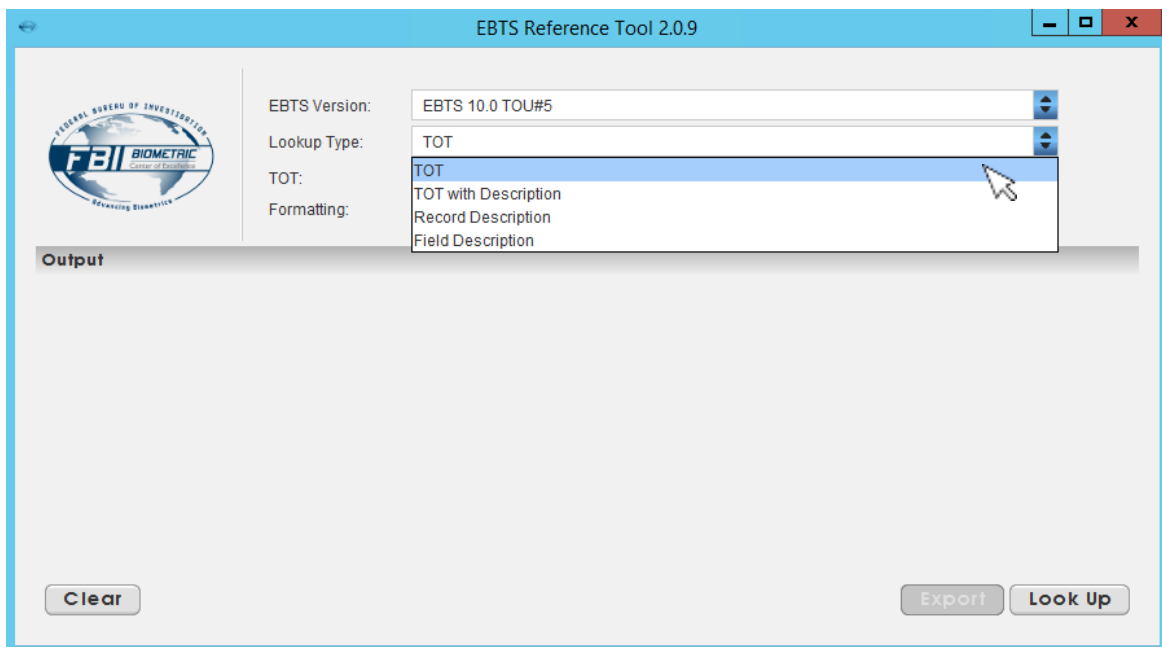 EBTS Reference Tool 2.0.9
FEDERAL BUREAU OF INVESTIGATION
FBI BIOMETRIC
Center of Excellence
Advancing Biometrics
EBTS Version: EBTS 10.0 TOU#5
Lookup Type: TOT
TOT:
Formatting:
TOT
TOT with Description
Record Description
Field Description
Output
Clear Export Look Up